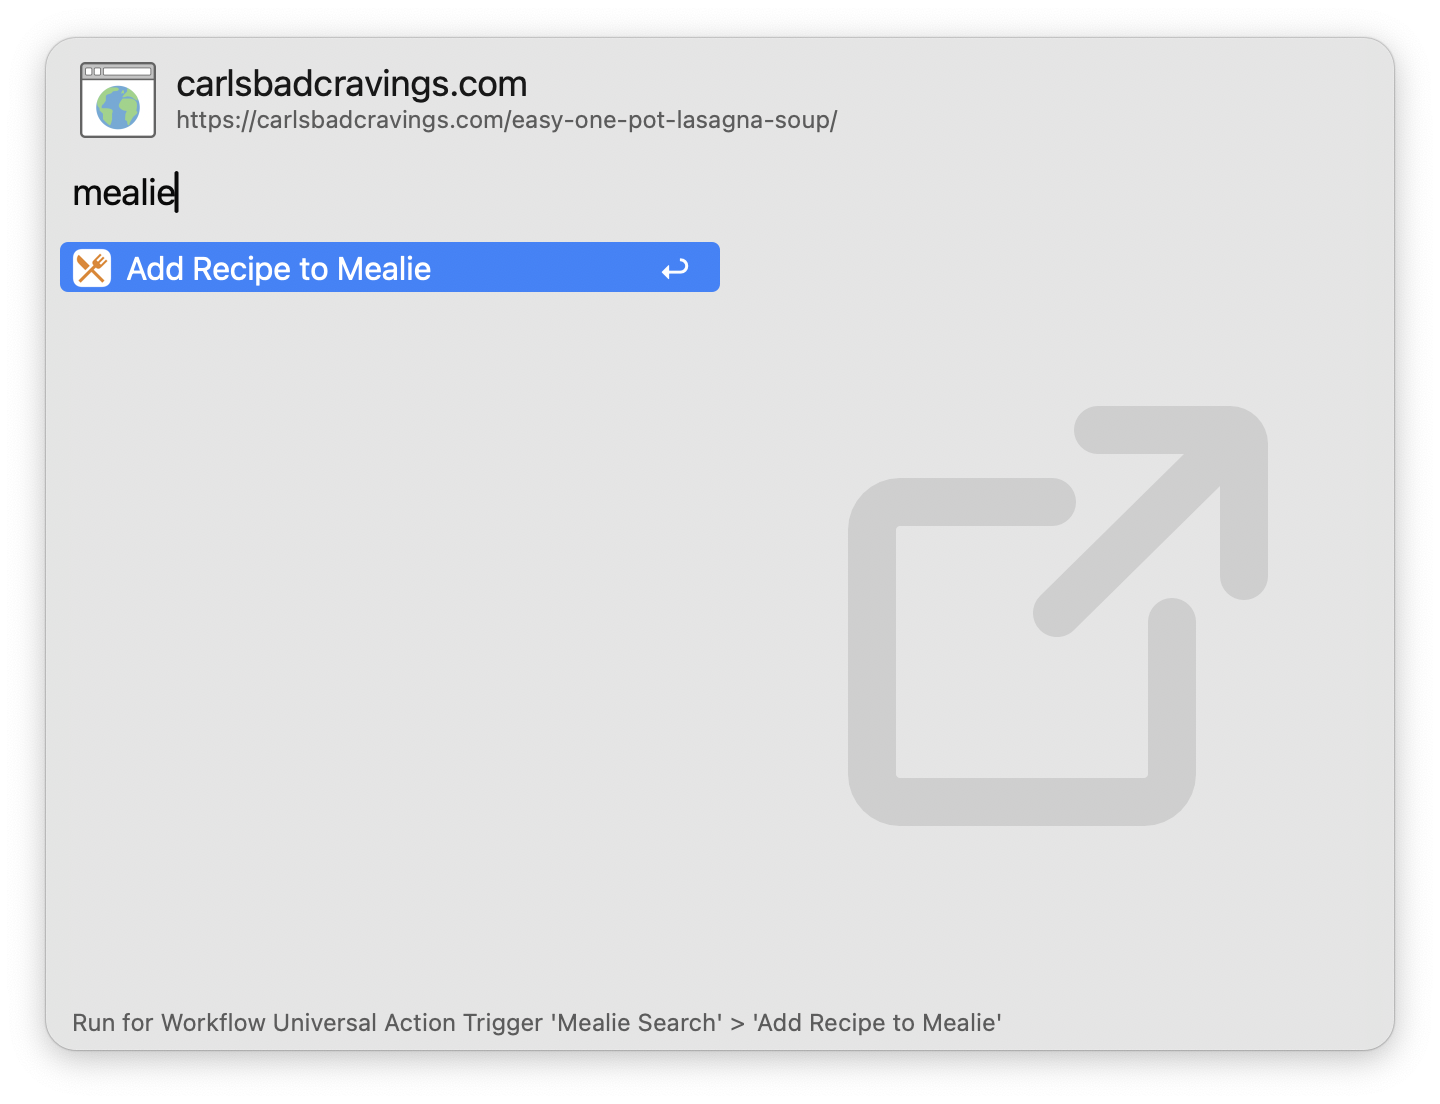 carlsbadcravings.com
https://carlsbadcravings.com/easy-one-pot-lasagna-soup/
mealie
Add Recipe to Mealie
Run for Workflow Universal Action Trigger 'Mealie Search' > 'Add Recipe to Mealie'